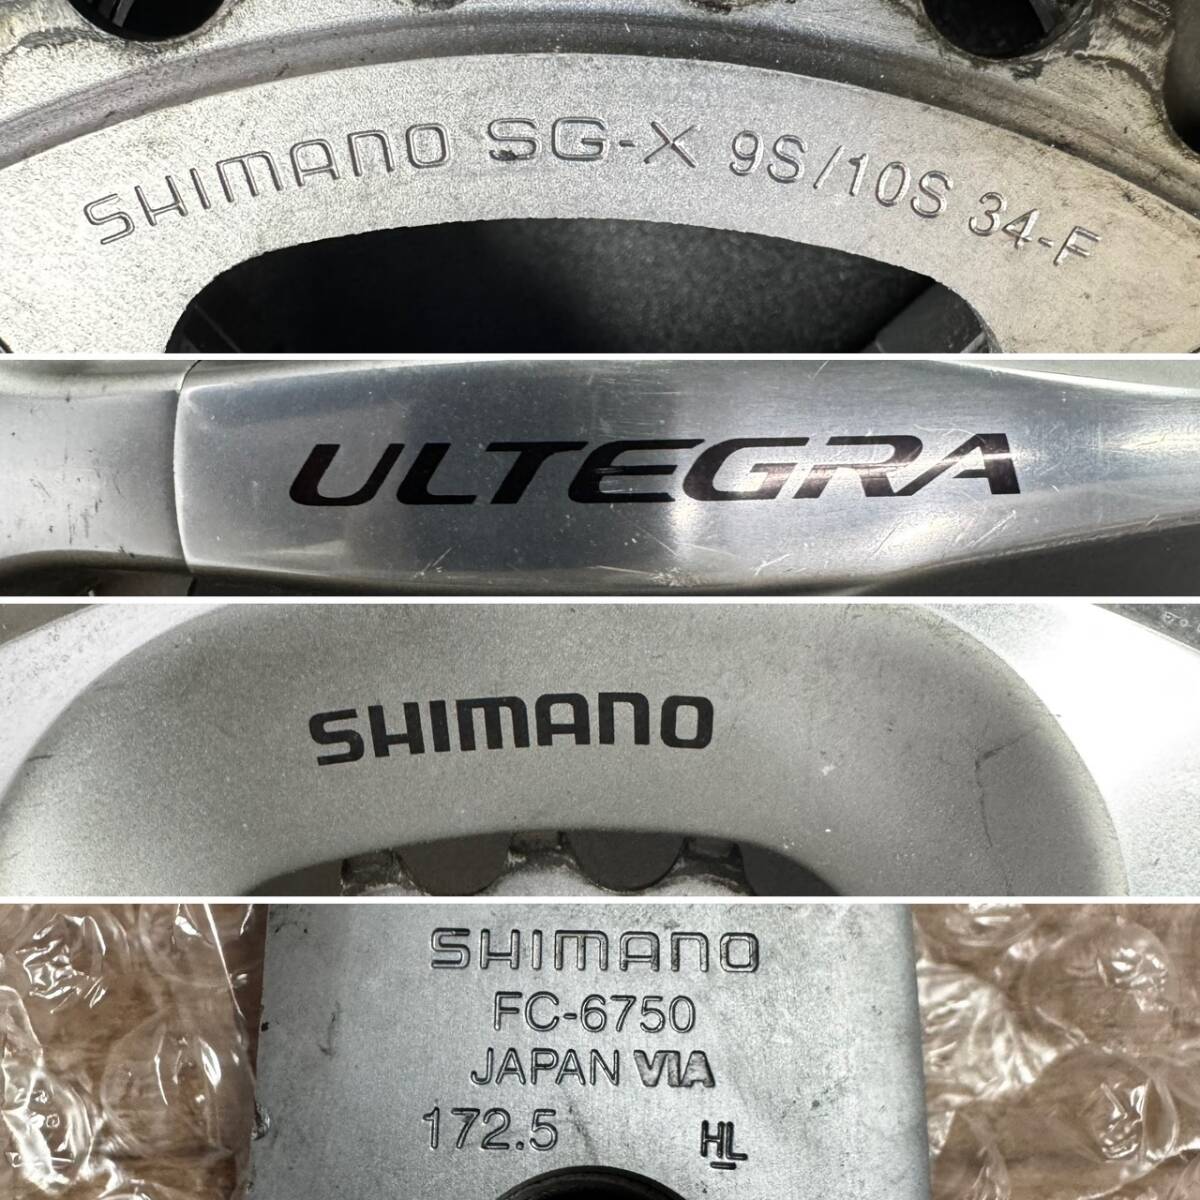 SHIMANO SG-X 9S/10S 34-F
ULTEGRA
SHIMANO
SHIMANO
FC-6750
JAPAN VIA
172.5 HL